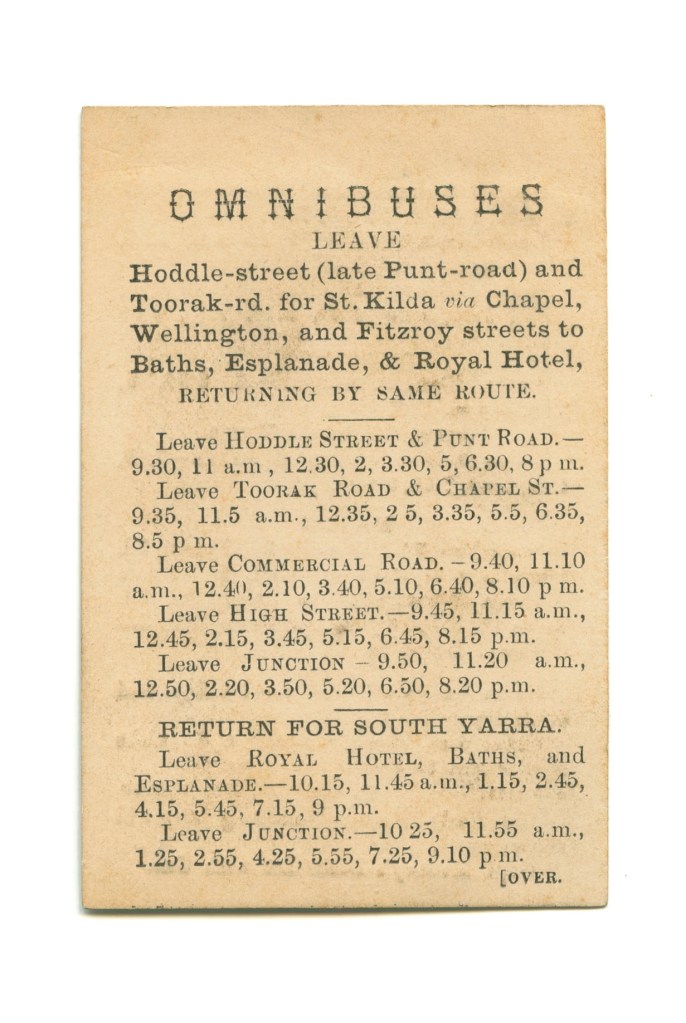 OMNIBUSES
LEAVE
Hoddle-street (late Punt-road) and
Toorak-rd. for St. Kilda via Chapel,
Wellington, and Fitzroy streets to
Baths, Esplanade, & Royal Hotel,
RETURNING BY SAME ROUTE.
Leave HODDLE STREET & PUNT ROAD.—
9.30, 11 a.m , 12.30, 2, 3.30, 5, 6.30, 8 p m.
Leave TOORAK ROAD & CHAPEL ST.—
9.35, 11.5 a.m., 12.35, 2 5, 3.35, 5.5, 6.35,
8.5 p m.
Leave COMMERCIAL ROAD. – 9.40, 11.10
a.m., 12.40, 2.10, 3.40, 5.10, 6.40, 8.10 p m.
Leave HIGH STREET.—9.45, 11.15 a.m.,
12.45, 2.15, 3.45, 5.15, 6.45, 8.15 p.m.
Leave JUNCTION – 9.50, 11.20 a.m.,
12.50, 2.20, 3.50, 5.20, 6.50, 8.20 p.m.
RETURN FOR SOUTH YARRA.
Leave ROYAL HOTEL, BATHS, and
ESPLANADE.—10.15, 11.45 a.m., 1.15, 2.45,
4.15, 5.45, 7.15, 9 p.m.
Leave JUNCTION.—10 25, 11.55 a.m.,
1.25, 2.55, 4.25, 5.55, 7.25, 9.10 p m.
[OVER.